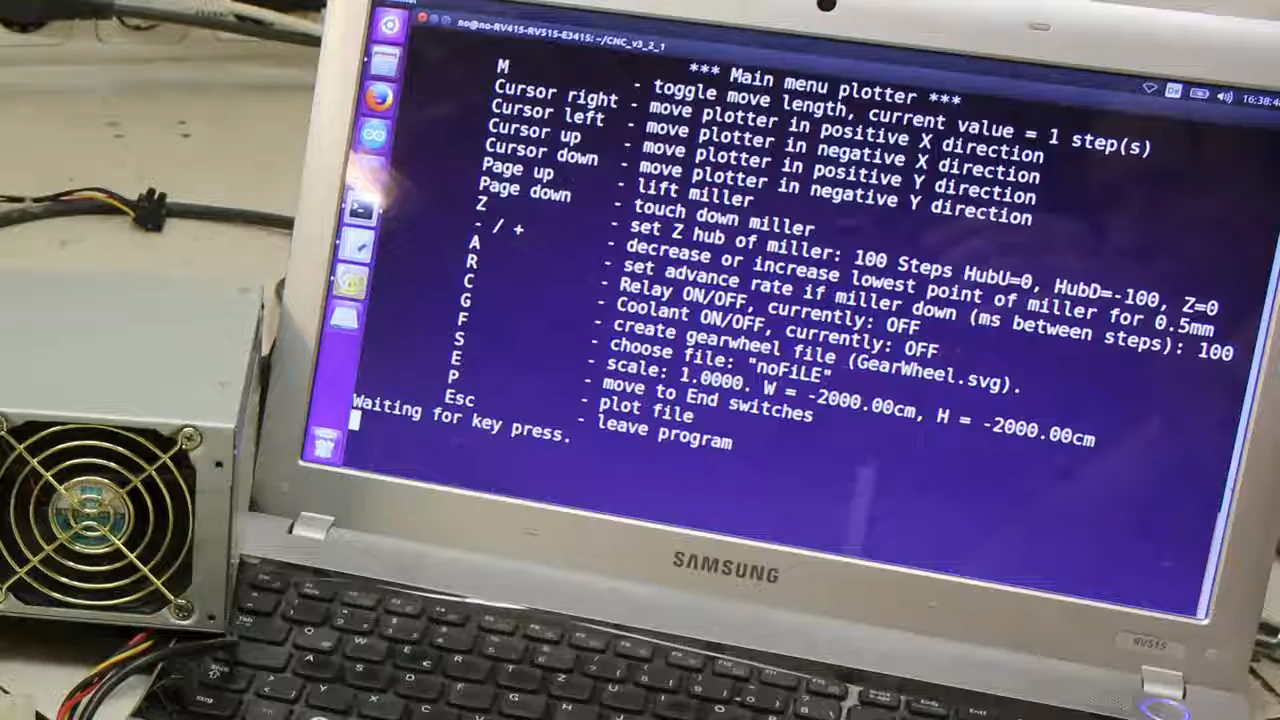 no@no-RV415-RV515-E3415: ~/CNC_v3_2_1
De
16:38:4
*** Main menu plotter ***
M - toggle move length, current value = 1 step(s)
Cursor right - move plotter in positive X direction
Cursor left - move plotter in negative X direction
Cursor up - move plotter in positive Y direction
Cursor down - move plotter in negative Y direction
Page up - lift miller
Page down - touch down miller
Z - set Z hub of miller: 100 Steps HubU=0, HubD=-100, Z=0
- / + - decrease or increase lowest point of miller for 0.5mm
A - set advance rate if miller down (ms between steps): 100
R - Relay ON/OFF, currently: OFF
C - Coolant ON/OFF, currently: OFF
G - create gearwheel file (GearWheel.svg).
F - choose file: "noFiLE"
S - scale: 1.0000. W = -2000.00cm, H = -2000.00cm
E - move to End switches
P - plot file
Esc - leave program
Waiting for key press.
SAMSUNG
RV515